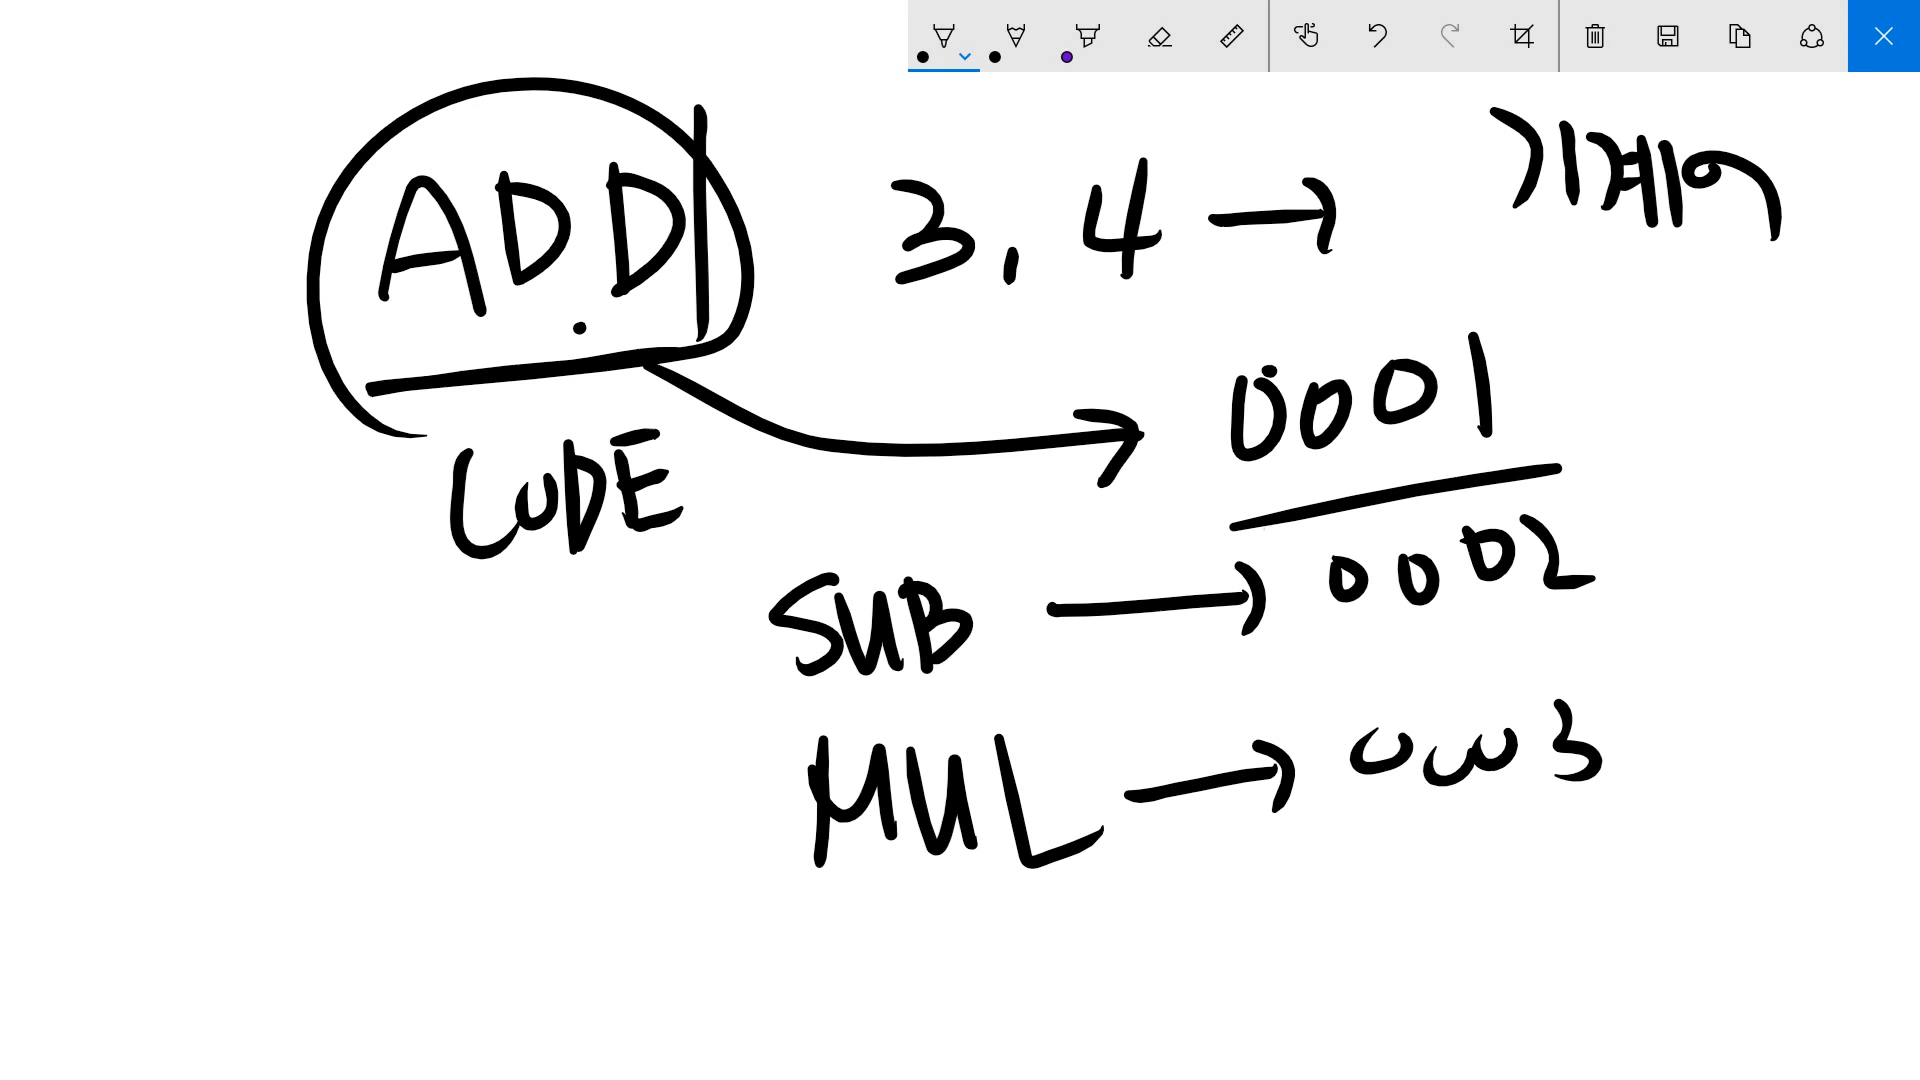 ADD 3, 4 → 기계어
0001
CODE
SUB → 0002
MUL → 0003